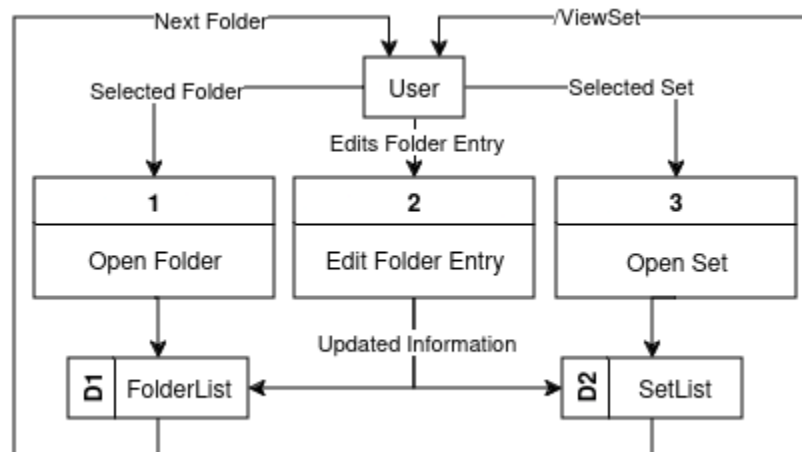 Next Folder
/ViewSet
User
Selected Folder
Selected Set
Edits Folder Entry
1
2
3
Open Folder
Edit Folder Entry
Open Set
Updated Information
D1
FolderList
D2
SetList